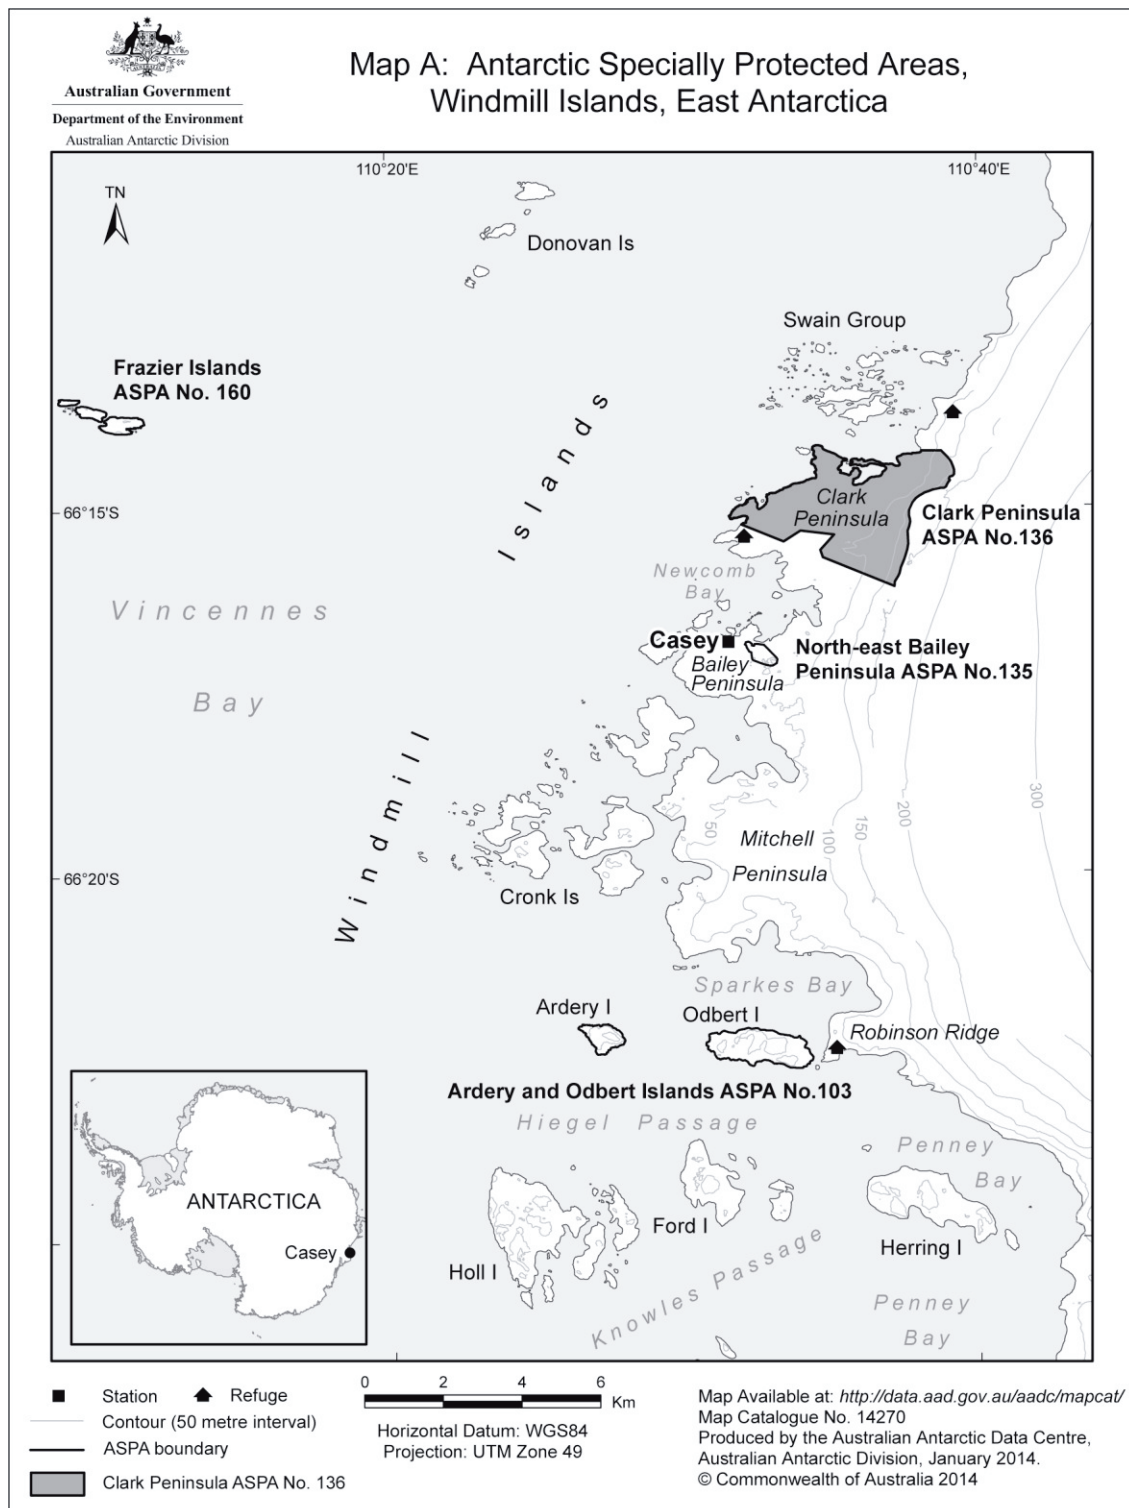 Australian Government
Department of the Environment
Australian Antarctic Division
Map A: Antarctic Specially Protected Areas,
Windmill Islands, East Antarctica
110°20'E
110°40'E
TN
Donovan Is
Swain Group
Frazier Islands
ASPA No. 160
Islands
Clark
Peninsula
Clark Peninsula
ASPA No.136
66°15'S
Newcomb
Bay
Vincennes
Bay
Casey
Bailey
Peninsula
North-east Bailey
Peninsula ASPA No.135
Windmill
50
100
150
200
300
Mitchell
Peninsula
66°20'S
Cronk Is
Sparkes Bay
Ardery I
Odbert I
Robinson Ridge
Ardery and Odbert Islands ASPA No.103
Hiegel Passage
Penney
Bay
ANTARCTICA
Casey
Ford I
Herring I
Holl I
Knowles Passage
Penney
Bay
Station
Refuge
Contour (50 metre interval)
ASPA boundary
Clark Peninsula ASPA No. 136
0 2 4 6
Km
Horizontal Datum: WGS84
Projection: UTM Zone 49
Map Available at: http://data.aad.gov.au/aadc/mapcat/
Map Catalogue No. 14270
Produced by the Australian Antarctic Data Centre,
Australian Antarctic Division, January 2014.
© Commonwealth of Australia 2014